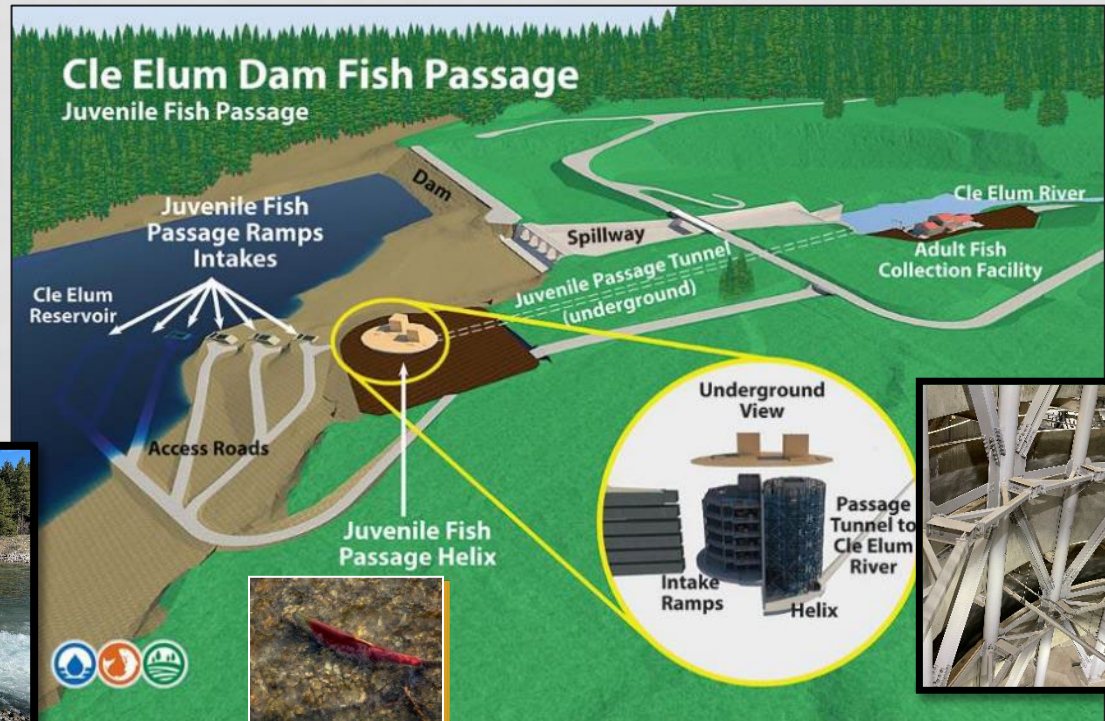 Cle Elum Dam Fish Passage
Juvenile Fish Passage
Dam
Juvenile Fish
Passage Ramps
Intakes
Cle Elum
Reservoir
Spillway
Cle Elum River
Adult Fish
Collection Facility
Juvenile Passage Tunnel
(underground)
Access Roads
Juvenile Fish
Passage Helix
Underground
View
Intake
Ramps
Helix
Passage
Tunnel to
Cle Elum
River